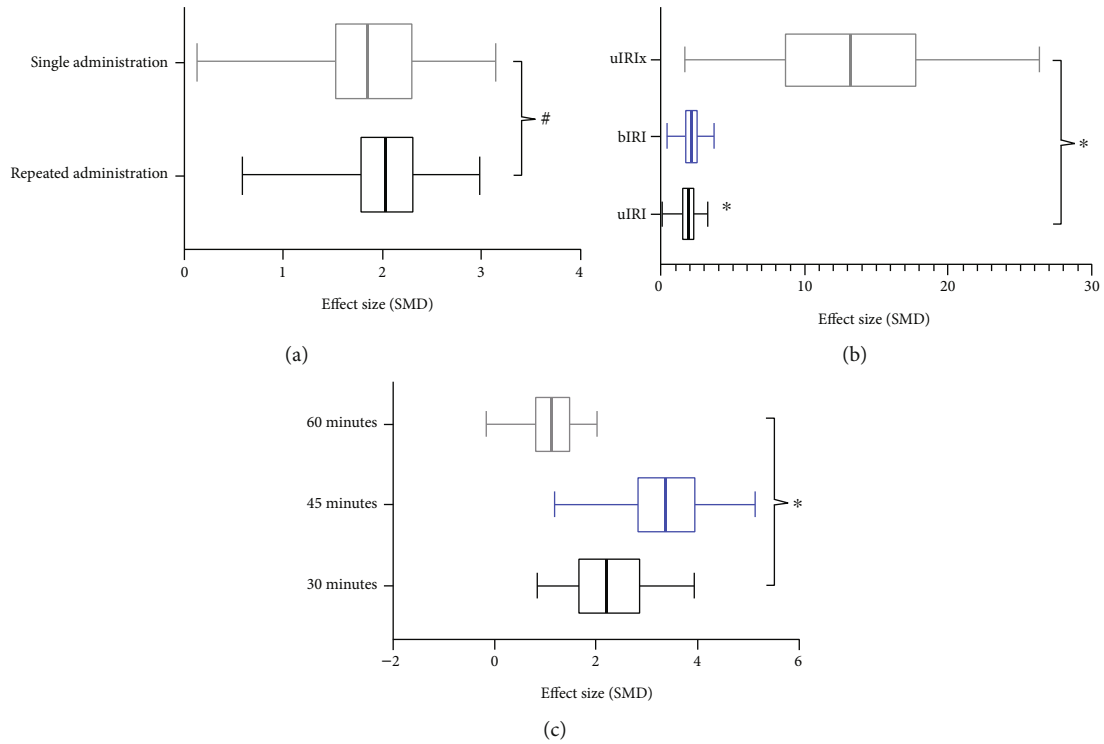 Single administration
#
Repeated administration
0 1 2 3 4
Effect size (SMD)
(a)
uIRIx
bIRI
*
uIRI
*
0 10 20 30
Effect size (SMD)
(b)
60 minutes
45 minutes
*
30 minutes
−2 0 2 4 6
Effect size (SMD)
(c)